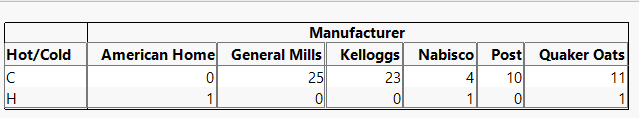 Manufacturer
Hot/Cold American Home General Mills Kelloggs Nabisco Post Quaker Oats
C 0 25 23 4 10 11
H 1 0 0 1 0 1